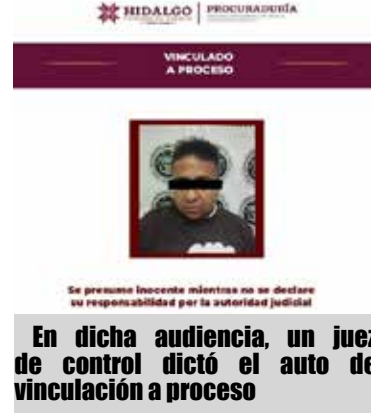 HIDALGO PROCURADURÍA
VINCULADO
A PROCESO
Se presume inocente mientras no se declare
su responsabilidad por la autoridad judicial
En dicha audiencia, un juez
de control dictó el auto de
vinculación a proceso